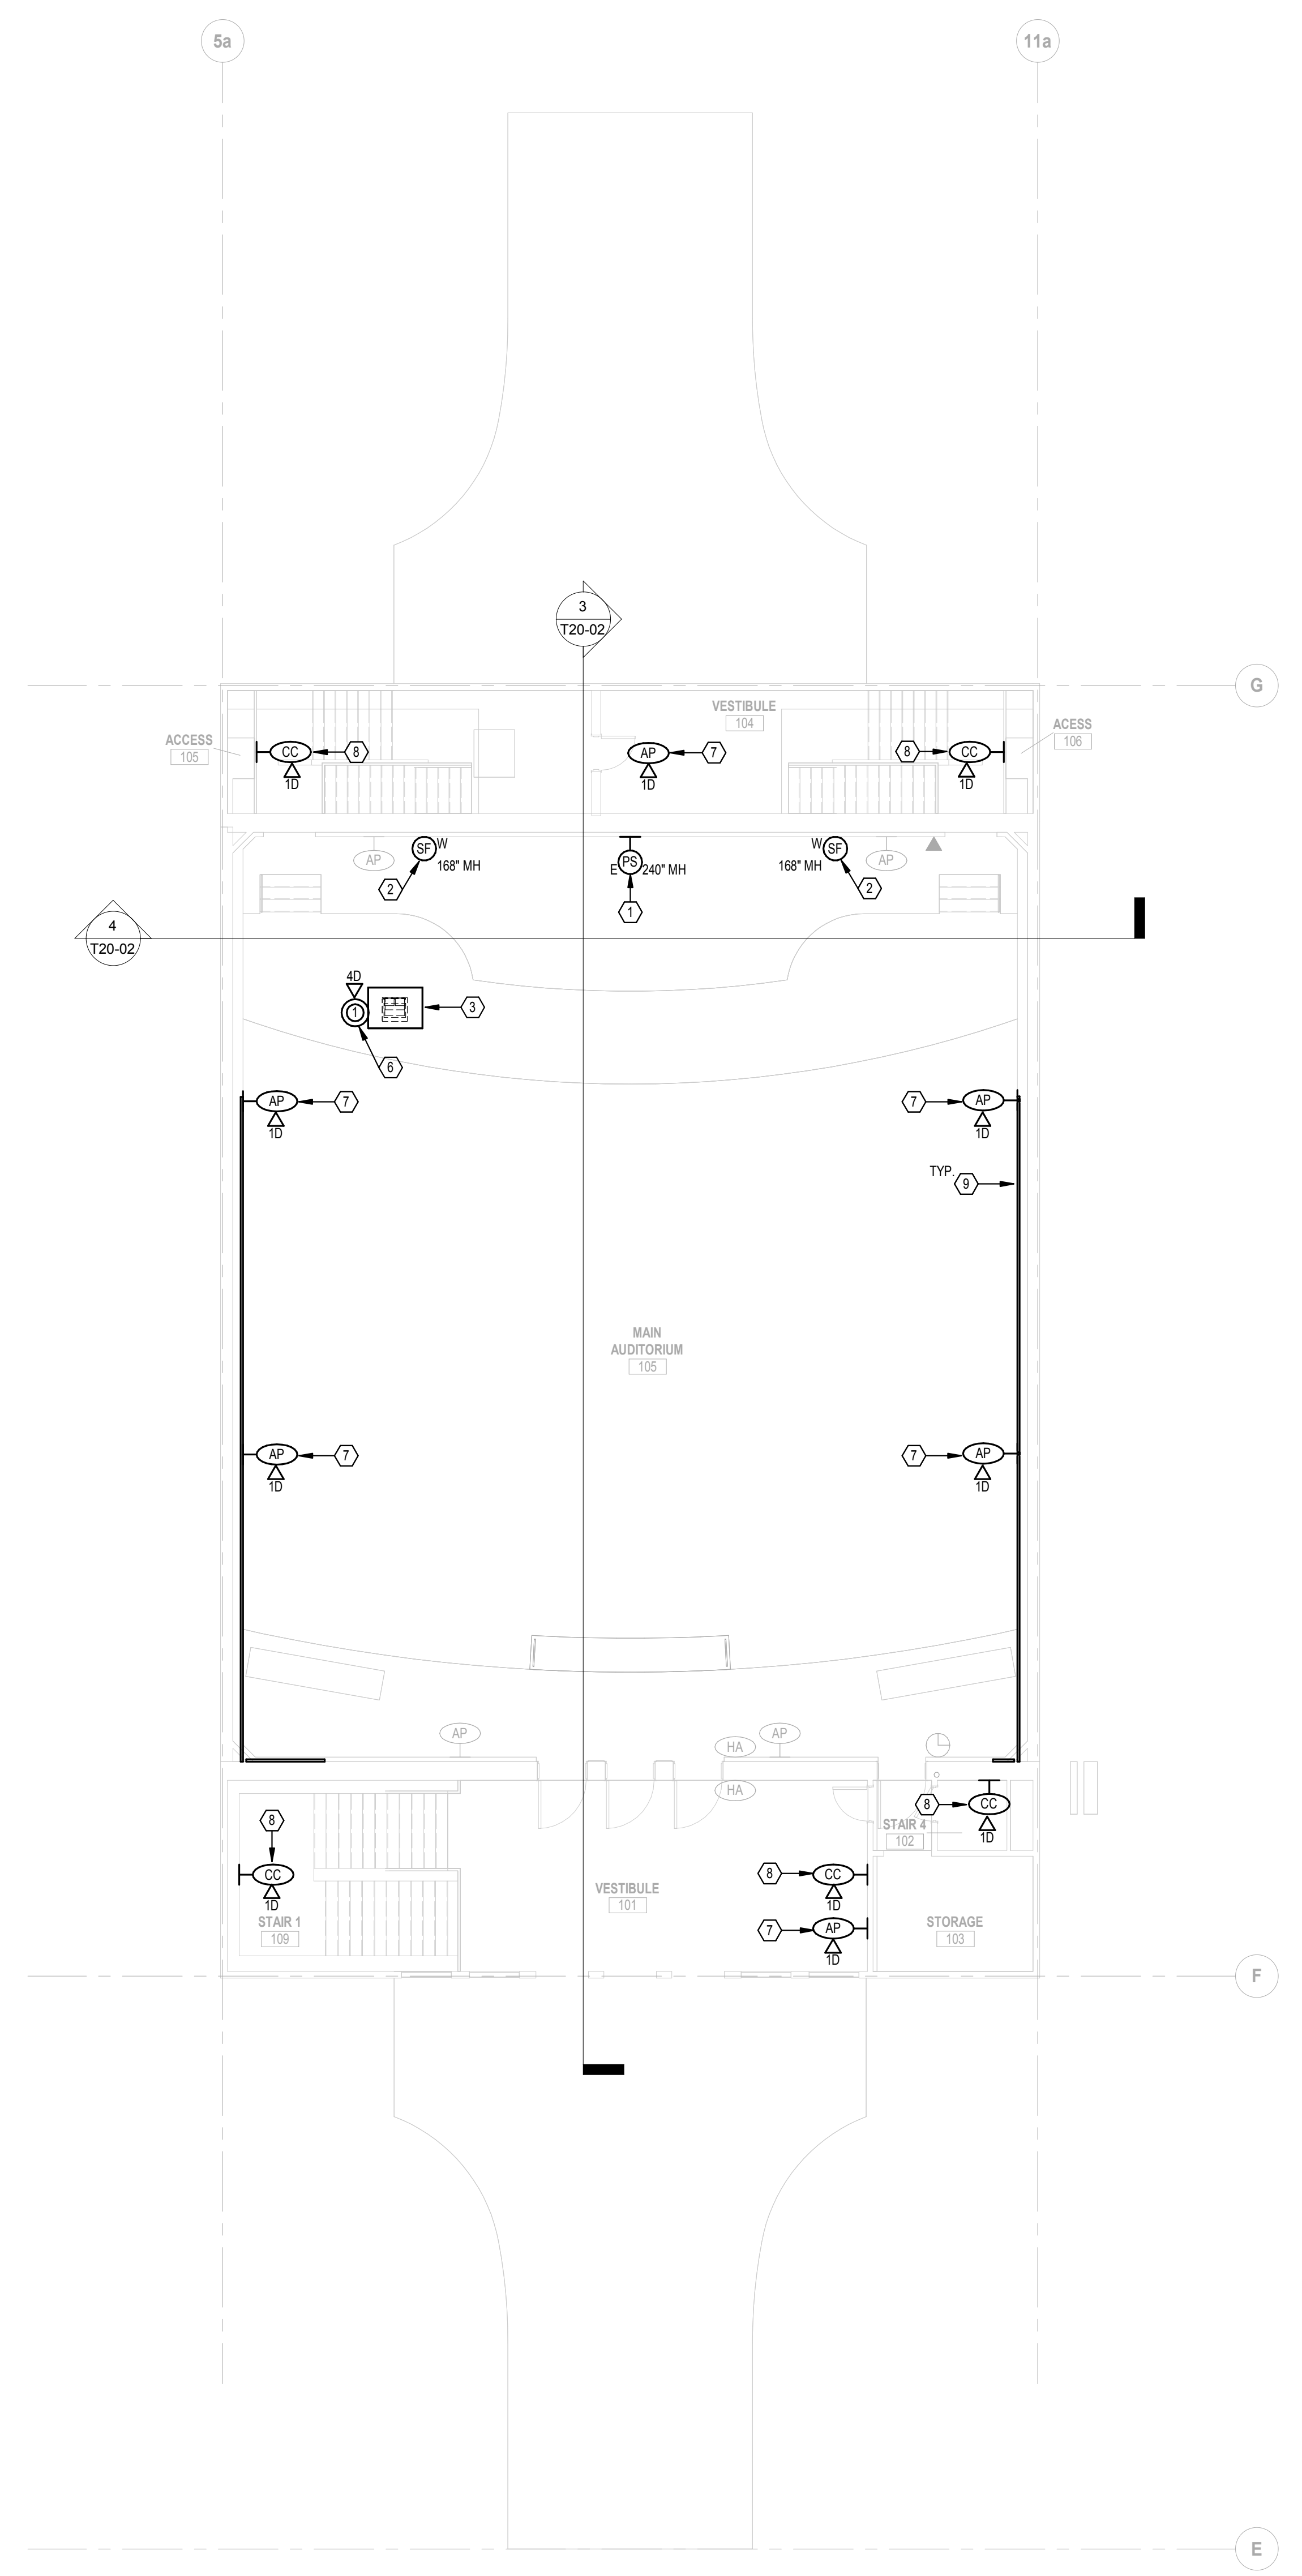 5a
11a
3
T20-02
G
VESTIBULE
104
ACCESS
105
ACESS
106
CC
8
1D
AP
7
1D
8
CC
1D
AP
SF
W
168" MH
2
E
PS
240" MH
1
W
SF
168" MH
2
AP
4
T20-02
4D
1
3
6
AP
7
1D
7
AP
1D
TYP.
9
MAIN
AUDITORIUM
105
AP
7
1D
7
AP
1D
AP
HA
AP
HA
8
CC
1D
STAIR 4
102
8
CC
1D
STAIR 1
109
VESTIBULE
101
8
CC
1D
7
AP
1D
STORAGE
103
F
E